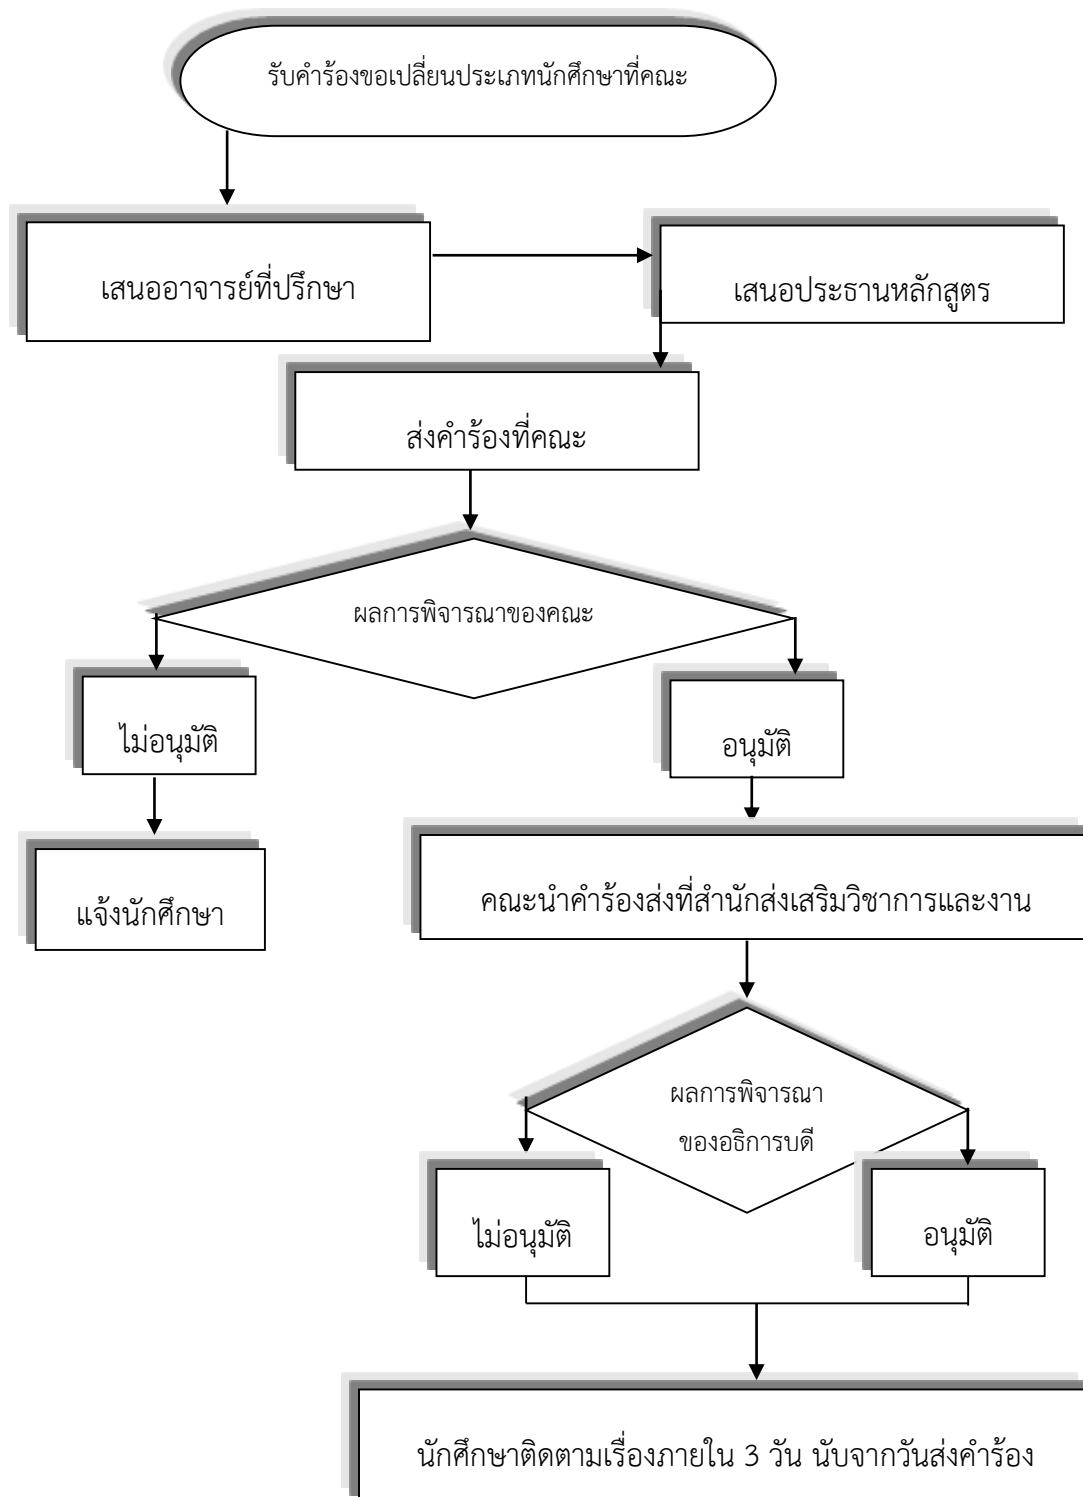 รับคำร้องขอเปลี่ยนประเภทนักศึกษาที่คณะ
เสนออาจารย์ที่ปรึกษา
เสนอประธานหลักสูตร
ส่งคำร้องที่คณะ
ผลการพิจารณาของคณะ
ไม่อนุมัติ
อนุมัติ
แจ้งนักศึกษา
คณะนำคำร้องส่งที่สำนักส่งเสริมวิชาการและงาน
ผลการพิจารณา
ของอธิการบดี
ไม่อนุมัติ
อนุมัติ
นักศึกษาติดตามเรื่องภายใน 3 วัน นับจากวันส่งคำร้อง